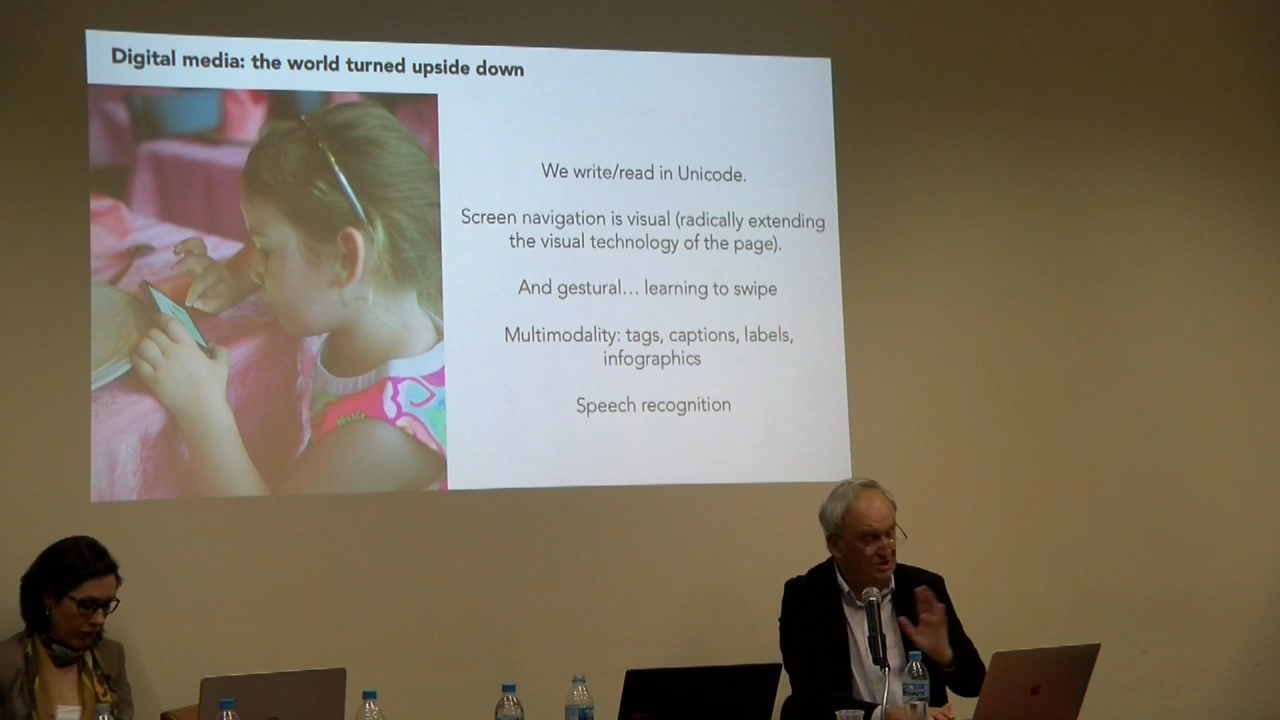 Digital media: the world turned upside down
We write/read in Unicode.
Screen navigation is visual (radically extending
the visual technology of the page).
And gestural... learning to swipe
Multimodality: tags, captions, labels,
infographics
Speech recognition